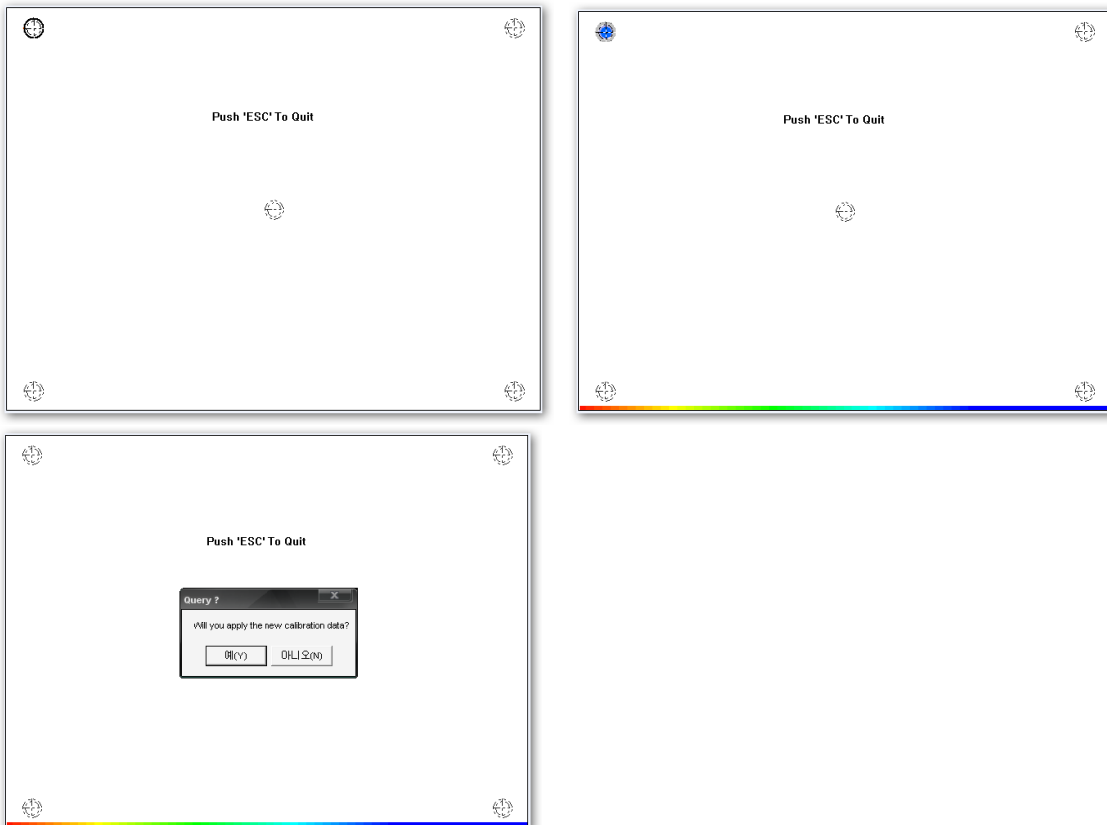 Push 'ESC' To Quit
Push 'ESC' To Quit
Push 'ESC' To Quit
Query ?
Will you apply the new calibration data?
예(Y) 아니오(N)